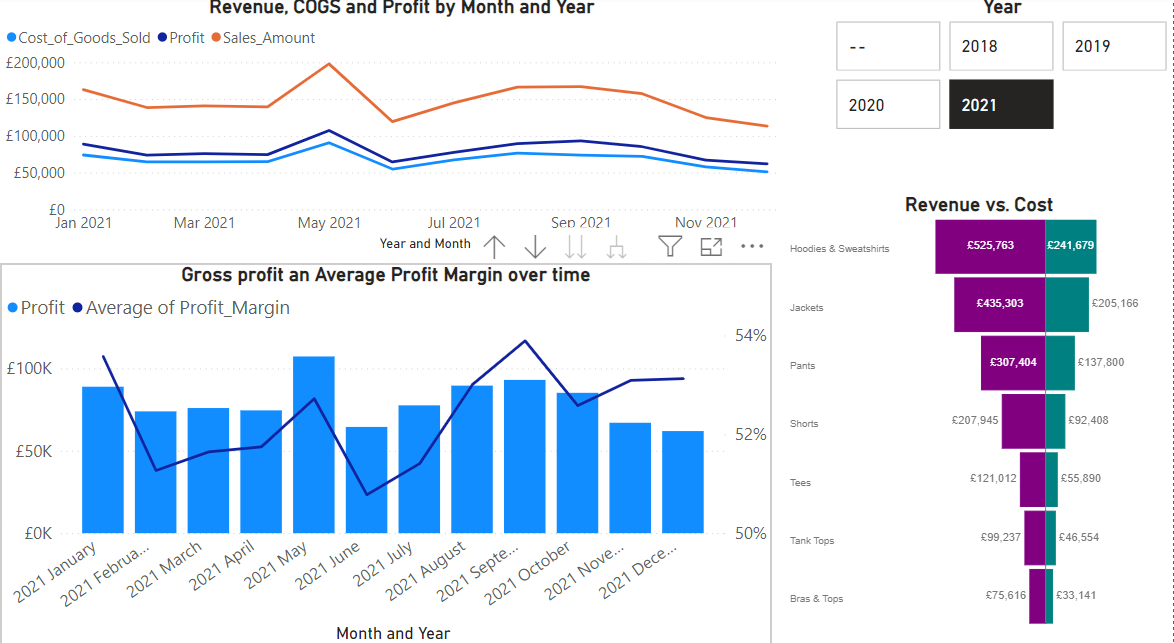 Revenue, COGS and Profit by Month and Year
Cost_of_Goods_Sold Profit Sales_Amount
£200,000
£150,000
£100,000
£50,000
£0
Jan 2021 Mar 2021 May 2021 Jul 2021 Sep 2021 Nov 2021
Year and Month
Year
-- 2018 2019
2020 2021
Gross profit an Average Profit Margin over time
Profit Average of Profit_Margin
54%
£100K
52%
£50K
£0K 50%
2021 January 2021 Februa... 2021 March 2021 April 2021 May 2021 June 2021 July 2021 August 2021 Septe... 2021 October 2021 Nove... 2021 Dece...
Month and Year
Revenue vs. Cost
Hoodies & Sweatshirts £525,763 £241,679
Jackets £435,303 £205,166
Pants £307,404 £137,800
Shorts £207,945 £92,408
Tees £121,012 £55,890
Tank Tops £99,237 £46,554
Bras & Tops £75,616 £33,141